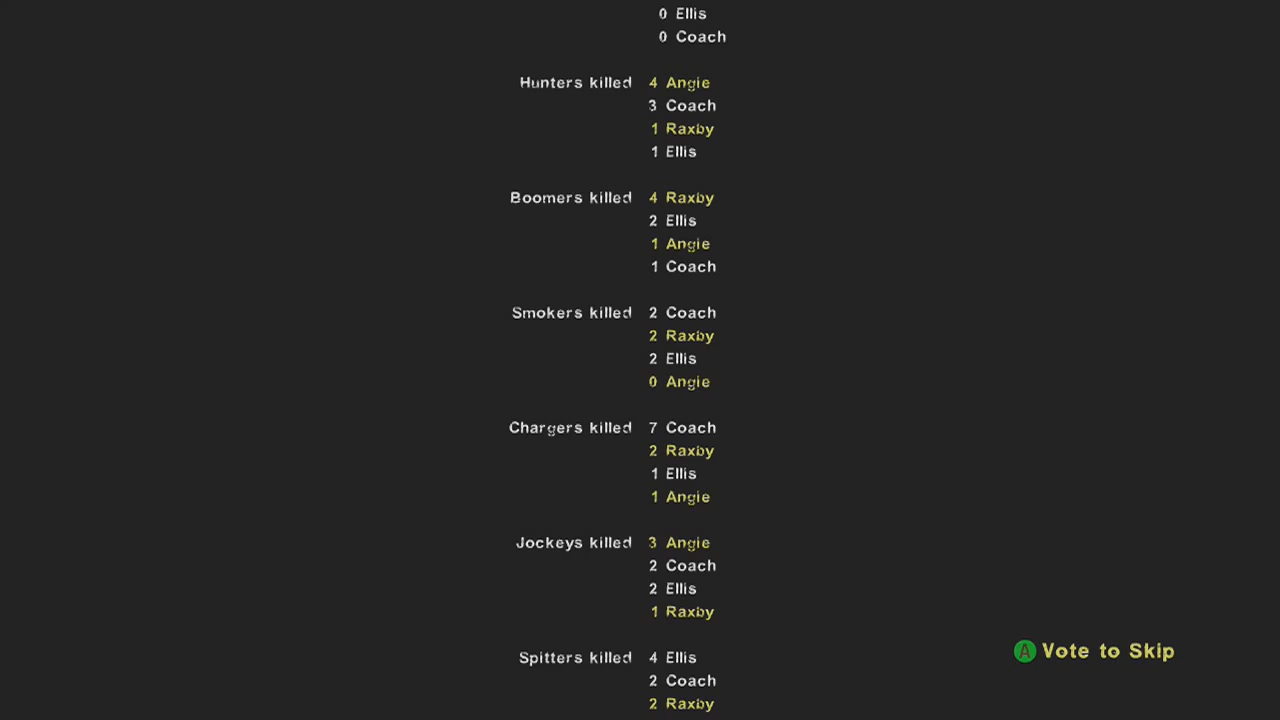 0 Ellis
0 Coach
Hunters killed 4 Angie
3 Coach
1 Raxby
1 Ellis
Boomers killed 4 Raxby
2 Ellis
1 Angie
1 Coach
Smokers killed 2 Coach
2 Raxby
2 Ellis
0 Angie
Chargers killed 7 Coach
2 Raxby
1 Ellis
1 Angie
Jockeys killed 3 Angie
2 Coach
2 Ellis
1 Raxby
A Vote to Skip
Spitters killed 4 Ellis
2 Coach
2 Raxby